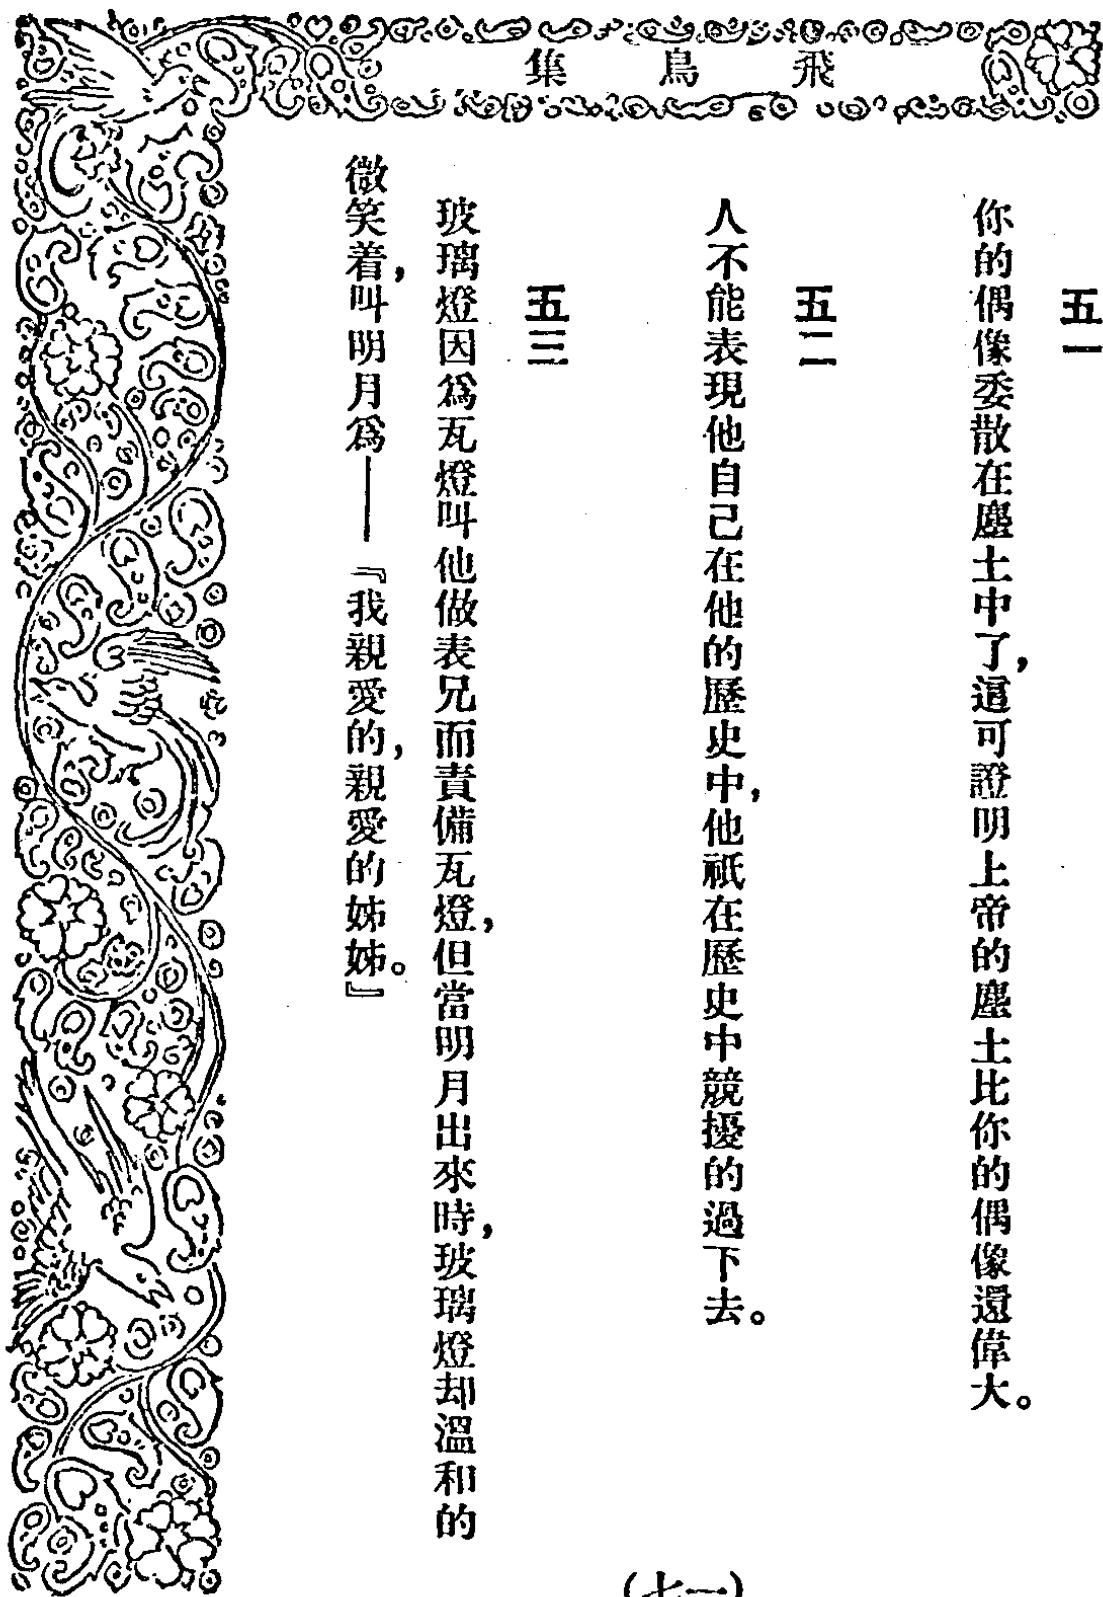 飛鳥集
五一
你的偶像委散在塵土中了，這可證明上帝的塵土比你的偶像還偉大。
五二
人不能表現他自己在他的歷史中，他祇在歷史中競擾的過下去。
五三
玻璃燈因爲瓦燈叫他做表兄而責備瓦燈，但當明月出來時，玻璃燈却溫和的
微笑着，叫明月爲——『我親愛的，親愛的姊姊。』
(一七)